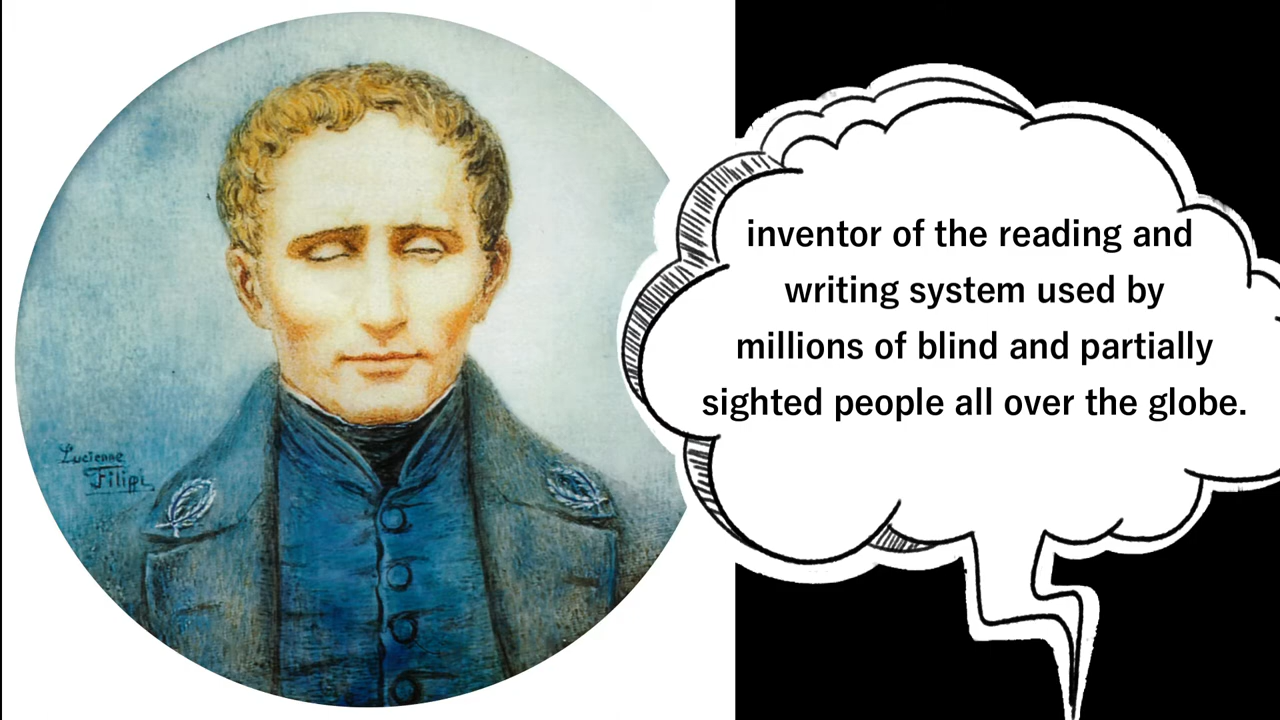 Lucienne
Filippi
inventor of the reading and
writing system used by
millions of blind and partially
sighted people all over the globe.